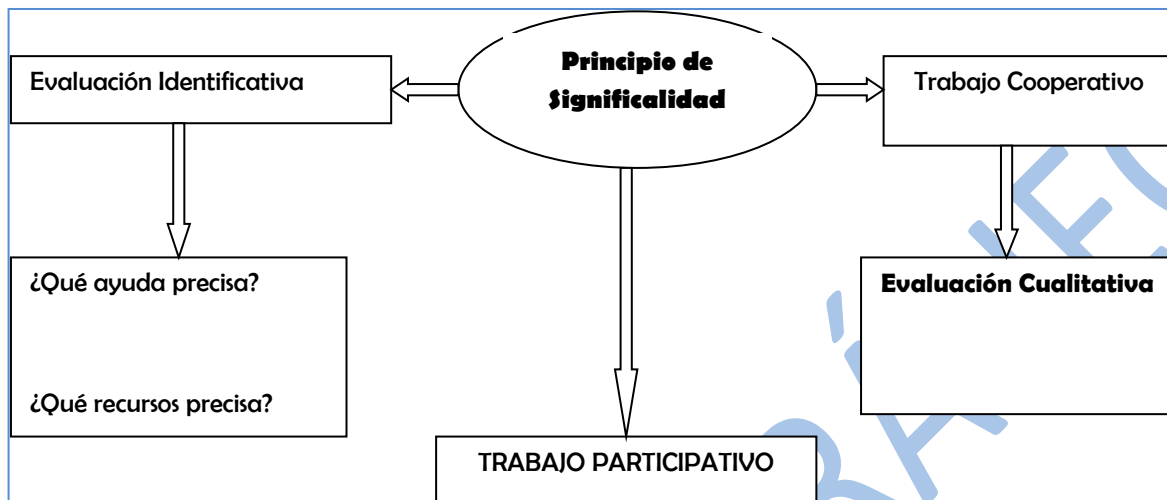 Principio de
Significalidad
Evaluación Identificativa
Trabajo Cooperativo
¿Qué ayuda precisa?
¿Qué recursos precisa?
Evaluación Cualitativa
TRABAJO PARTICIPATIVO